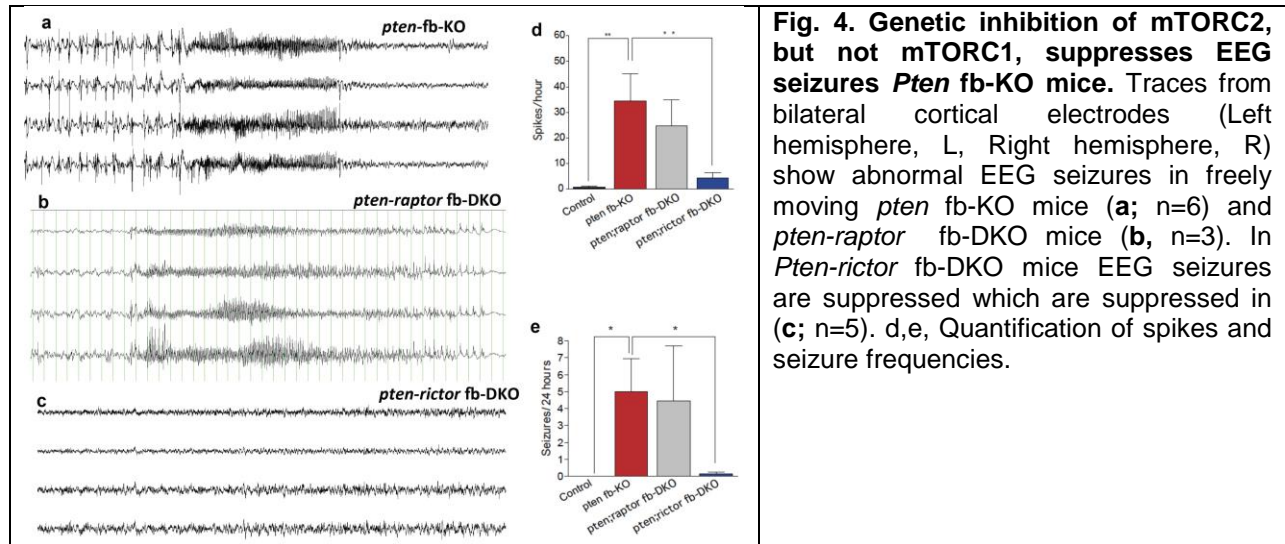 a
pten-fb-KO
b
pten-raptor fb-DKO
c
pten-rictor fb-DKO
d
Spikes/hour
60
50
40
30
20
10
0
**
* *
Control
pten fb-KO
pten;raptor fb-DKO
pten;rictor fb-DKO
e
Seizures/24 hours
8
7
6
5
4
3
2
1
0
*
*
Control
pten fb-KO
pten;raptor fb-DKO
pten;rictor fb-DKO
Fig. 4. Genetic inhibition of mTORC2,
but not mTORC1, suppresses EEG
seizures Pten fb-KO mice. Traces from
bilateral cortical electrodes (Left
hemisphere, L, Right hemisphere, R)
show abnormal EEG seizures in freely
moving pten fb-KO mice (a; n=6) and
pten-raptor fb-DKO mice (b, n=3). In
Pten-rictor fb-DKO mice EEG seizures
are suppressed which are suppressed in
(c; n=5). d,e, Quantification of spikes and
seizure frequencies.